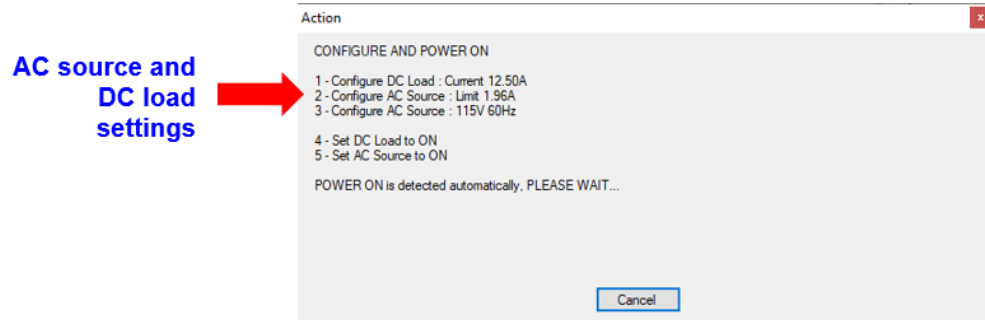 Action
x
AC source and
DC load
settings
CONFIGURE AND POWER ON
1 - Configure DC Load : Current 12.50A
2 - Configure AC Source : Limit 1.96A
3 - Configure AC Source : 115V 60Hz
4 - Set DC Load to ON
5 - Set AC Source to ON
POWER ON is detected automatically, PLEASE WAIT...
Cancel